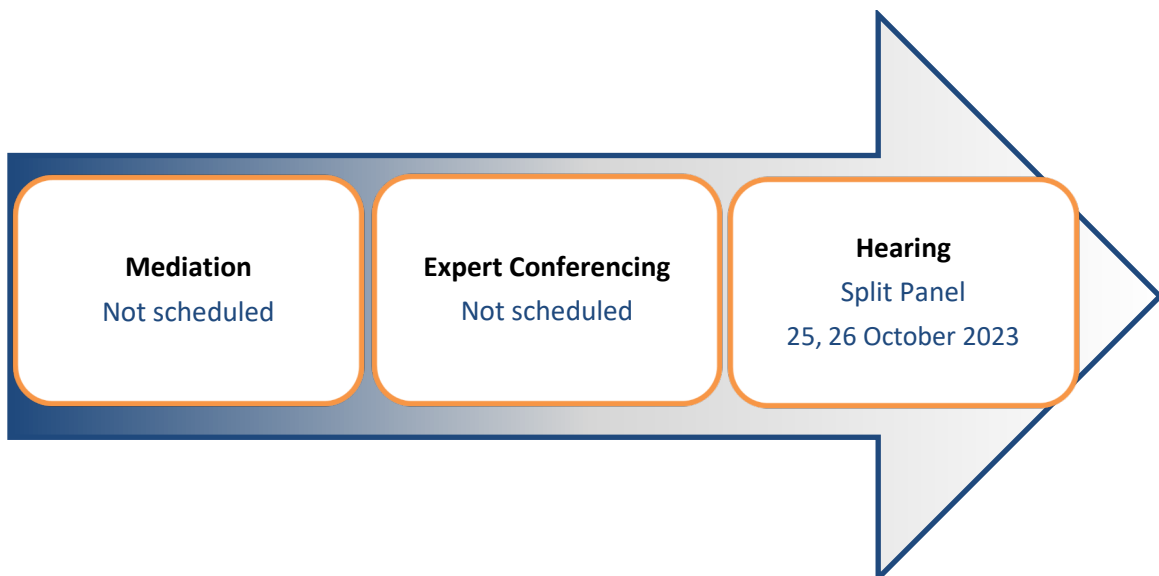 Mediation
Not scheduled
Expert Conferencing
Not scheduled
Hearing
Split Panel
25, 26 October 2023